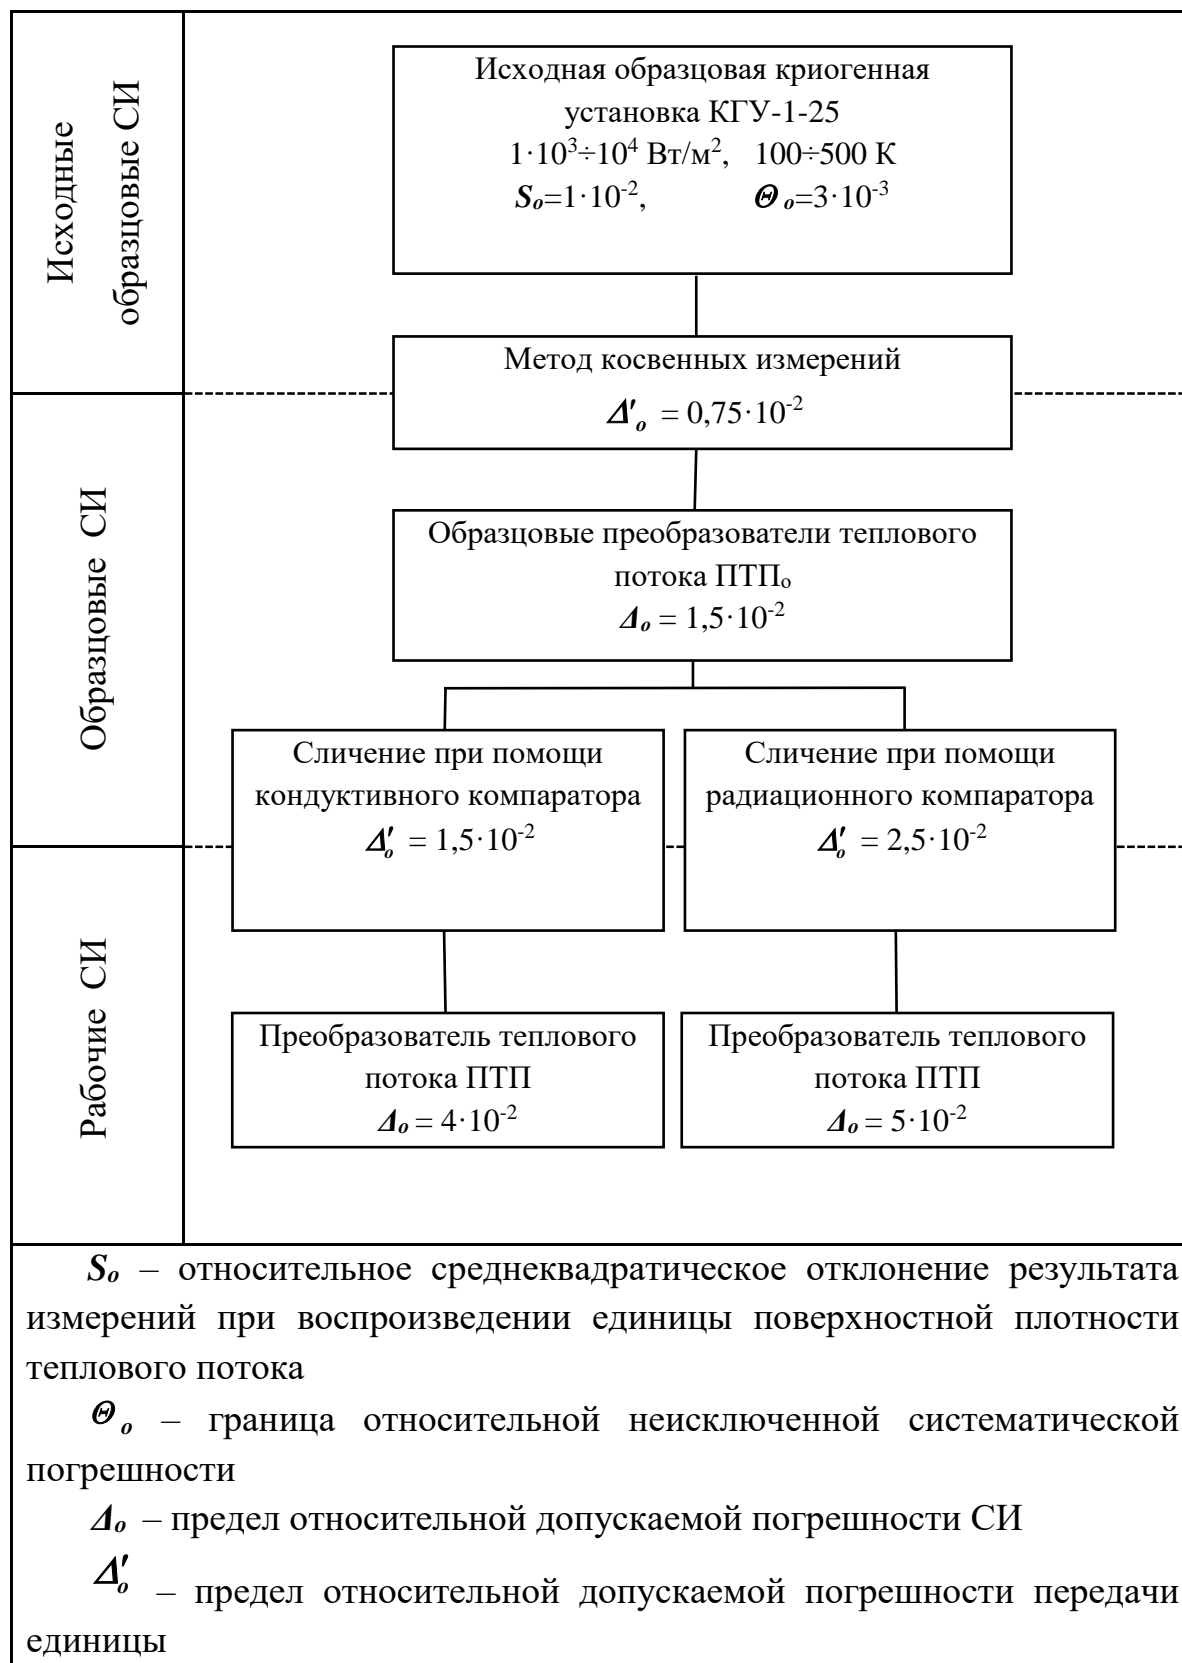 Исходные
образцовые СИ
Исходная образцовая криогенная
установка КГУ-1-25
1·10³÷10⁴ Вт/м², 100÷500 К
Sₒ=1·10⁻², Θₒ=3·10⁻³
Метод косвенных измерений
Δ′ₒ = 0,75·10⁻²
Образцовые СИ
Образцовые преобразователи теплового
потока ПТПₒ
Δₒ = 1,5·10⁻²
Сличение при помощи
кондуктивного компаратора
Δ′ₒ = 1,5·10⁻²
Сличение при помощи
радиационного компаратора
Δ′ₒ = 2,5·10⁻²
Рабочие СИ
Преобразователь теплового
потока ПТП
Δₒ = 4·10⁻²
Преобразователь теплового
потока ПТП
Δₒ = 5·10⁻²
Sₒ – относительное среднеквадратическое отклонение результата
измерений при воспроизведении единицы поверхностной плотности
теплового потока
Θₒ – граница относительной неисключенной систематической
погрешности
Δₒ – предел относительной допускаемой погрешности СИ
Δ′ₒ – предел относительной допускаемой погрешности передачи
единицы